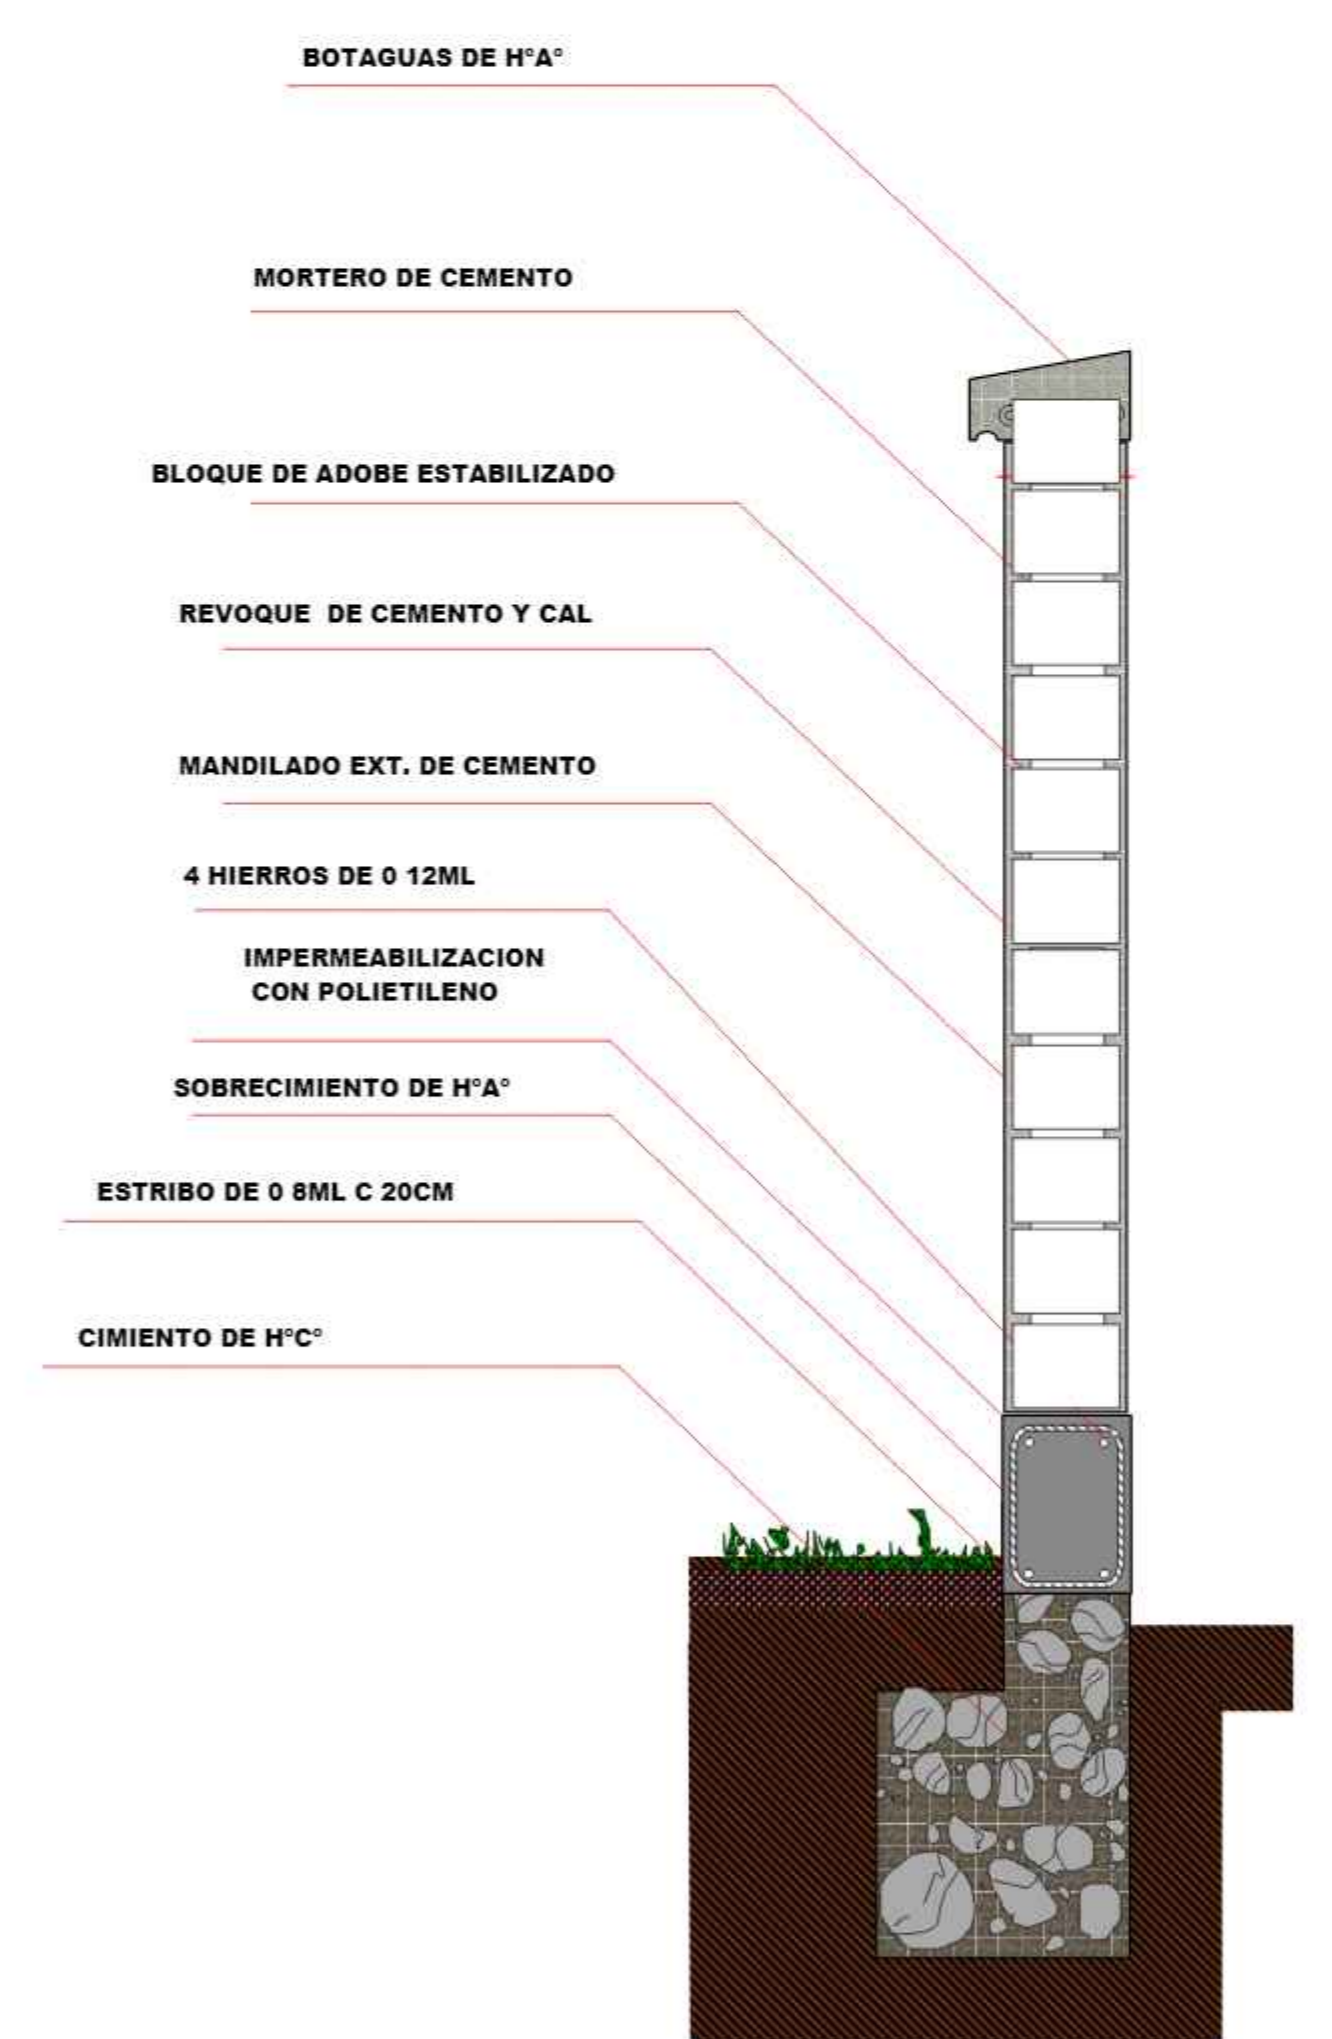 BOTAGUAS DE H°A°
MORTERO DE CEMENTO
BLOQUE DE ADOBE ESTABILIZADO
REVOQUE DE CEMENTO Y CAL
MANDILADO EXT. DE CEMENTO
4 HIERROS DE 0 12ML
IMPERMEABILIZACION
CON POLIETILENO
SOBRECIMIENTO DE H°A°
ESTRIBO DE 0 8ML C 20CM
CIMIENTO DE H°C°